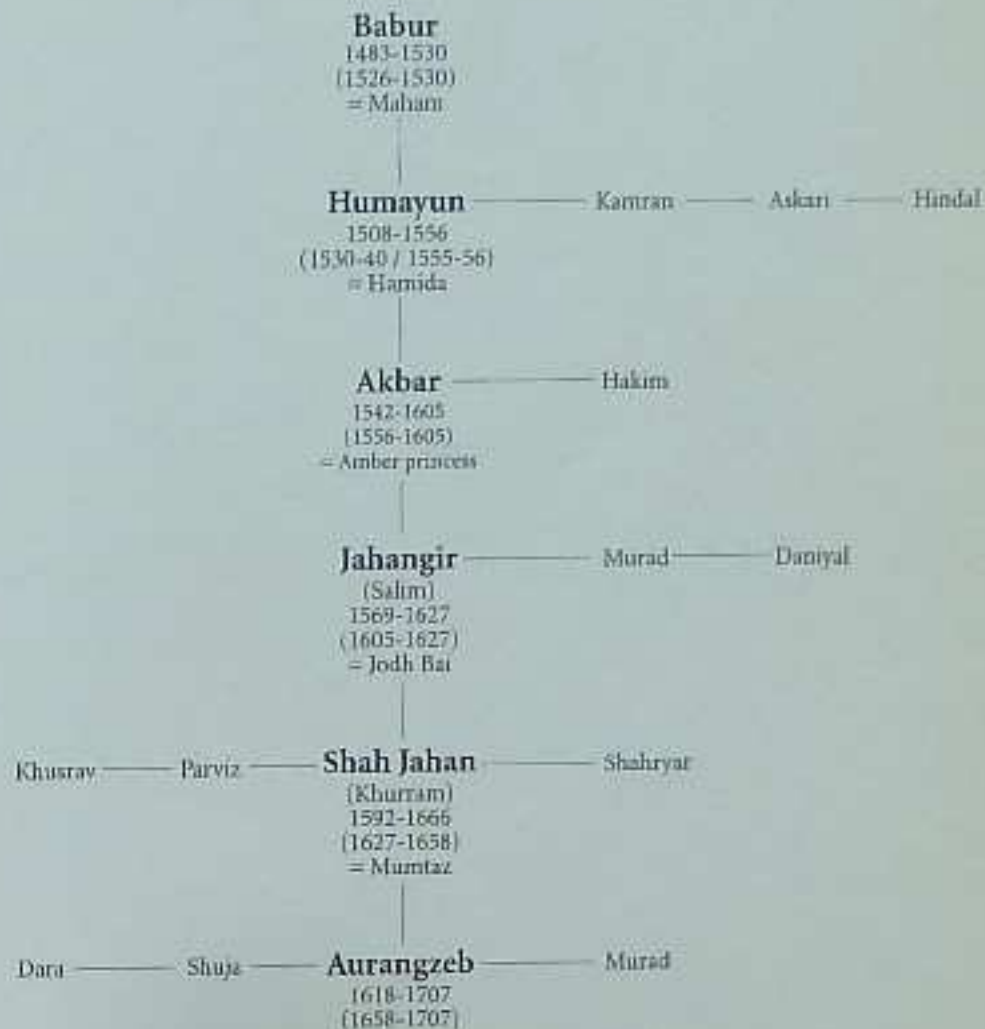 Babur
1483-1530
(1526-1530)
= Maham
Humayun Kamran Askari Hindal
1508-1556
(1530-40 / 1555-56)
= Hamida
Akbar Hakim
1542-1605
(1556-1605)
= Amber princess
Jahangir Murad Daniyal
(Salim)
1569-1627
(1605-1627)
= Jodh Bai
Khusrav Parviz Shah Jahan Shahryar
(Khurram)
1592-1666
(1627-1658)
= Mumtaz
Dara Shuja Aurangzeb Murad
1618-1707
(1658-1707)